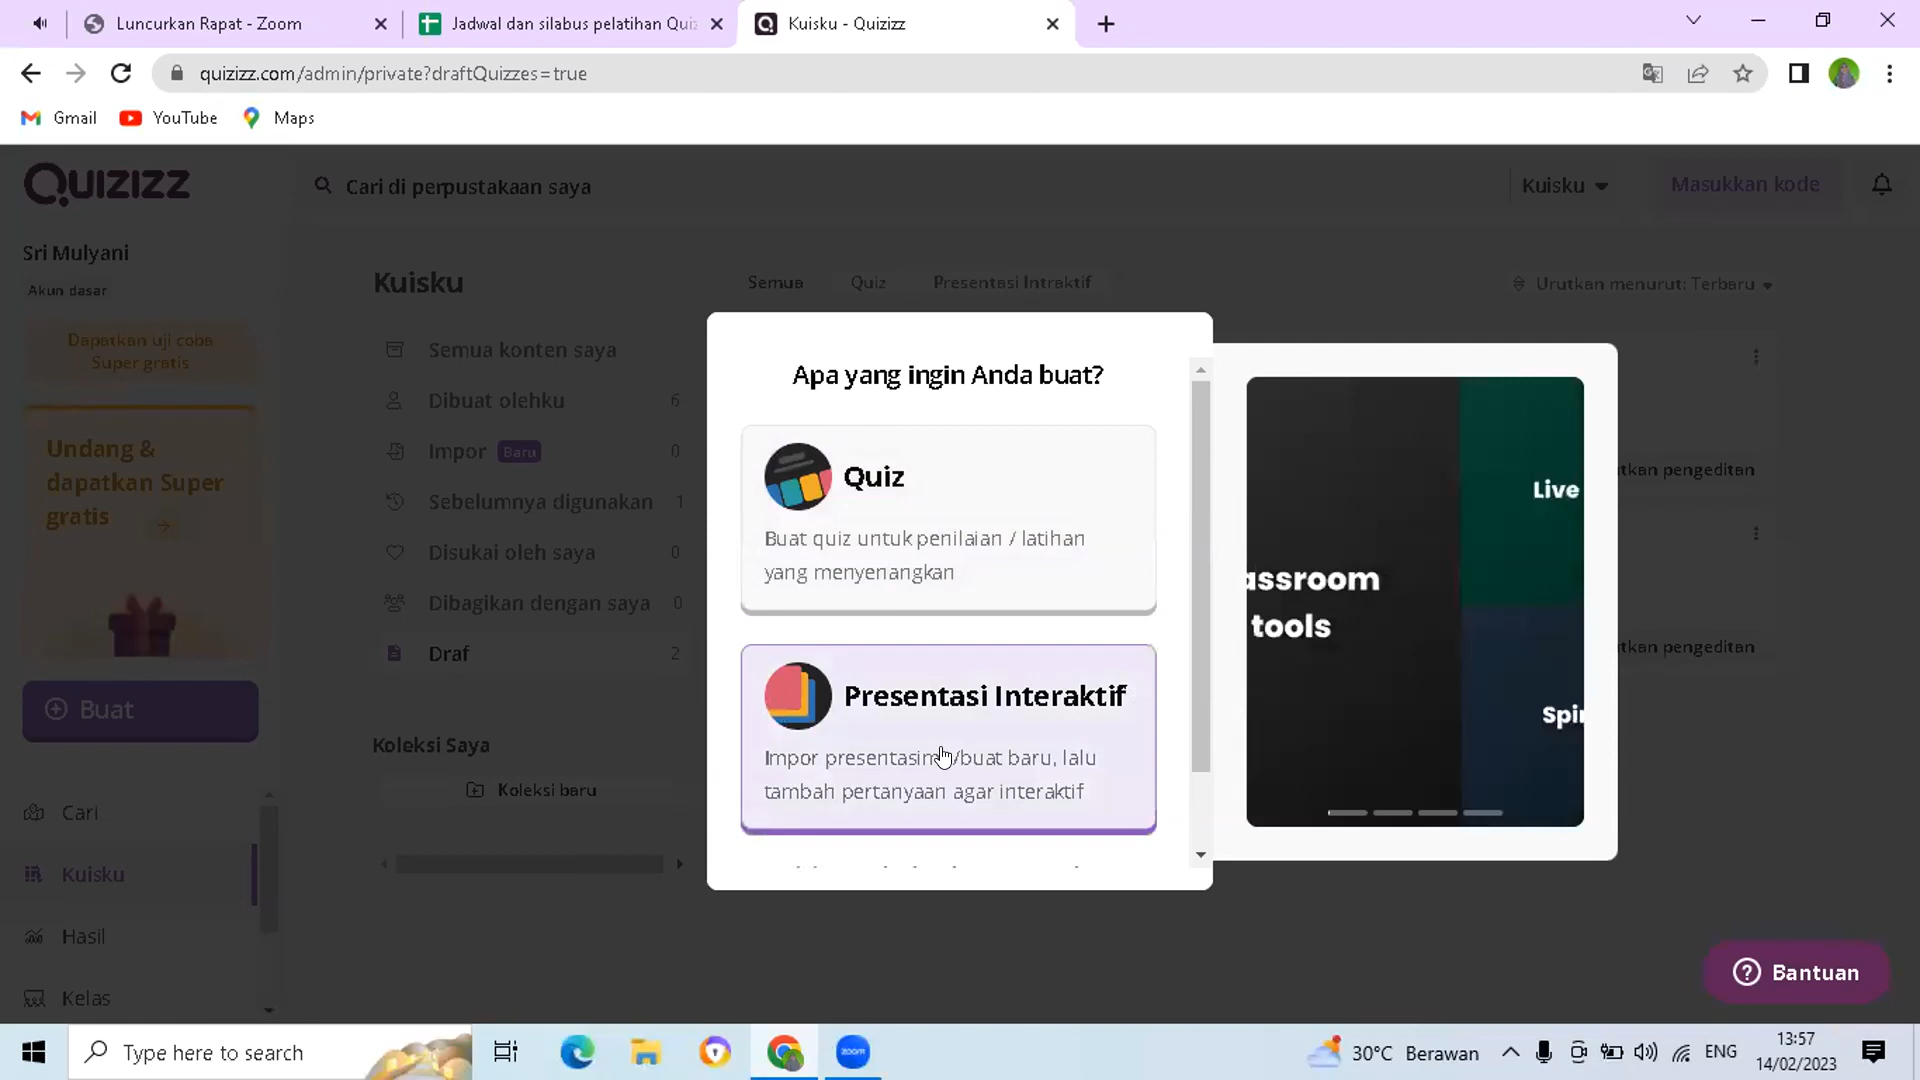 Luncurkan Rapat - Zoom
Jadwal dan silabus pelatihan Quiz
Kuisku - Quizizz
quizizz.com/admin/private?draftQuizzes=true
Gmail
YouTube
Maps
Quizizz
Cari di perpustakaan saya
Kuisku
Masukkan kode
Sri Mulyani
Akun dasar
Dapatkan uji coba
Super gratis
Undang &
dapatkan Super
gratis
Buat
Cari
Kuisku
Hasil
Kelas
Kuisku
Semua
Quiz
Presentasi Intraktif
Urutkan menurut: Terbaru
Semua konten saya
Dibuat olehku 6
Impor Baru 0
Sebelumnya digunakan 1
Disukai oleh saya 0
Dibagikan dengan saya 0
Draf 2
Koleksi Saya
Koleksi baru
Apa yang ingin Anda buat?
Quiz
Buat quiz untuk penilaian / latihan
yang menyenangkan
Presentasi Interaktif
Impor presentasim /buat baru, lalu
tambah pertanyaan agar interaktif
Live
assroom
tools
Spin
tkan pengeditan
tkan pengeditan
Bantuan
Type here to search
zoom
30°C Berawan
ENG
13:57
14/02/2023